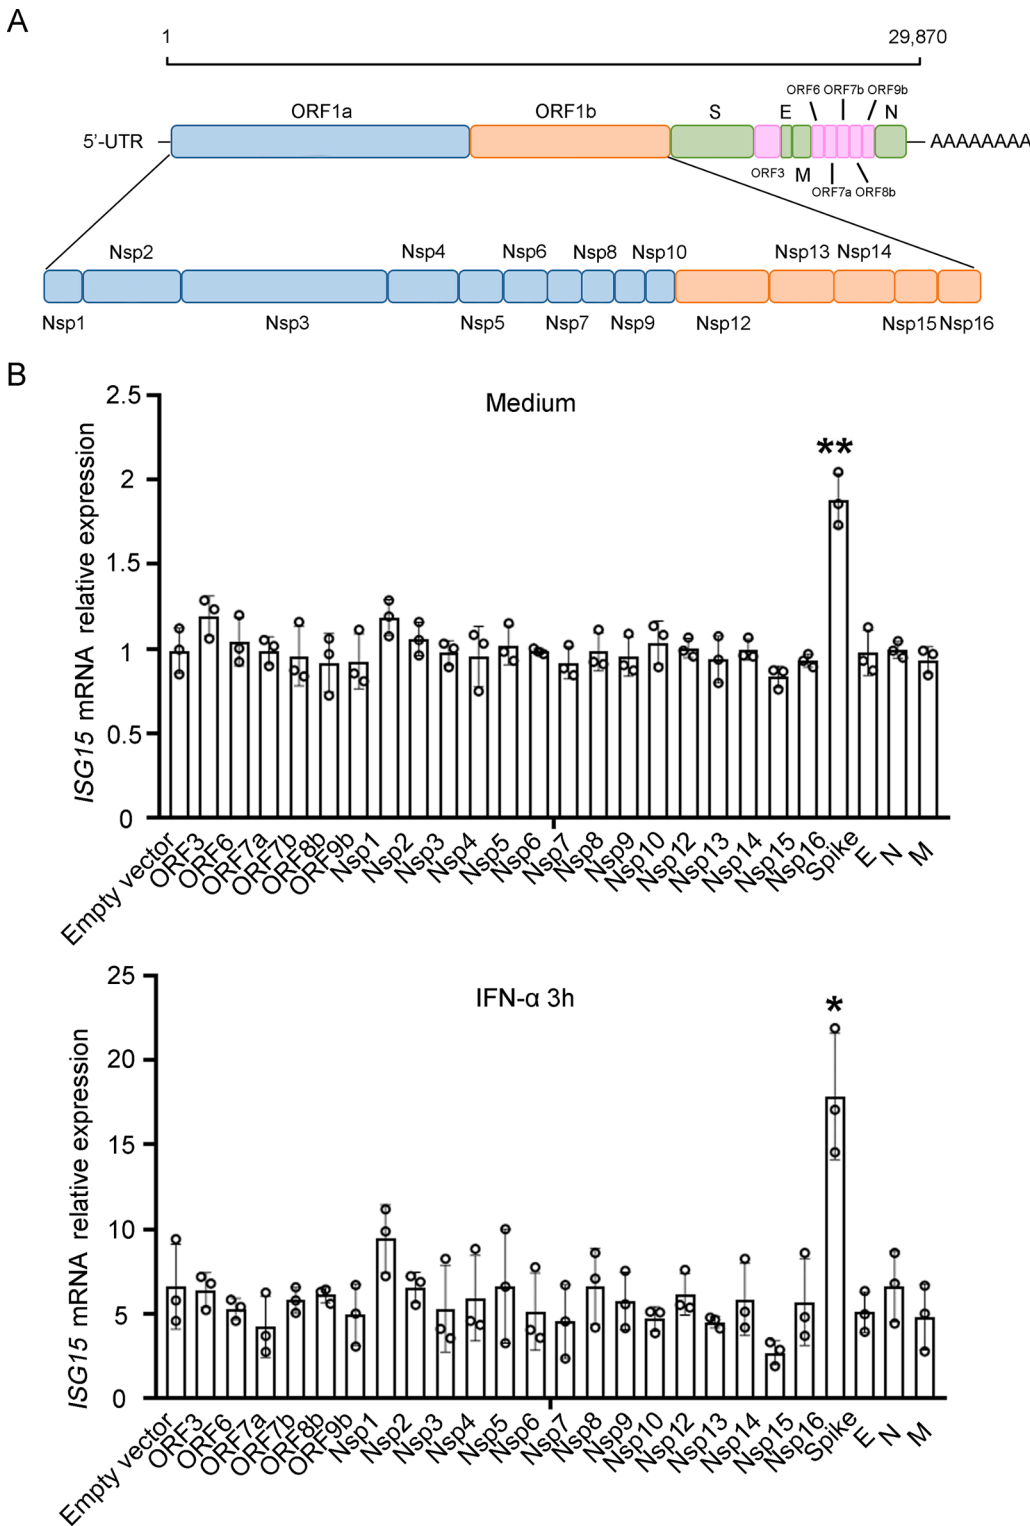 A
1 29,870
ORF6 ORF7b ORF9b
ORF1a ORF1b S E N
5'-UTR AAAAAAAA
ORF3 M
ORF7a ORF8b
Nsp2 Nsp4 Nsp6 Nsp8 Nsp10 Nsp13 Nsp14
Nsp1 Nsp3 Nsp5 Nsp7 Nsp9 Nsp12 Nsp15 Nsp16
B
Medium
ISG15 mRNA relative expression
2.5
2
1.5
1
0.5
0
**
Empty vector
ORF3
ORF6
ORF7a
ORF7b
ORF8b
ORF9b
Nsp1
Nsp2
Nsp3
Nsp4
Nsp5
Nsp6
Nsp7
Nsp8
Nsp9
Nsp10
Nsp12
Nsp13
Nsp14
Nsp15
Nsp16
Spike
E
N
M
IFN-α 3h
ISG15 mRNA relative expression
25
20
15
10
5
0
*
Empty vector
ORF3
ORF6
ORF7a
ORF7b
ORF8b
ORF9b
Nsp1
Nsp2
Nsp3
Nsp4
Nsp5
Nsp6
Nsp7
Nsp8
Nsp9
Nsp10
Nsp12
Nsp13
Nsp14
Nsp15
Nsp16
Spike
E
N
M